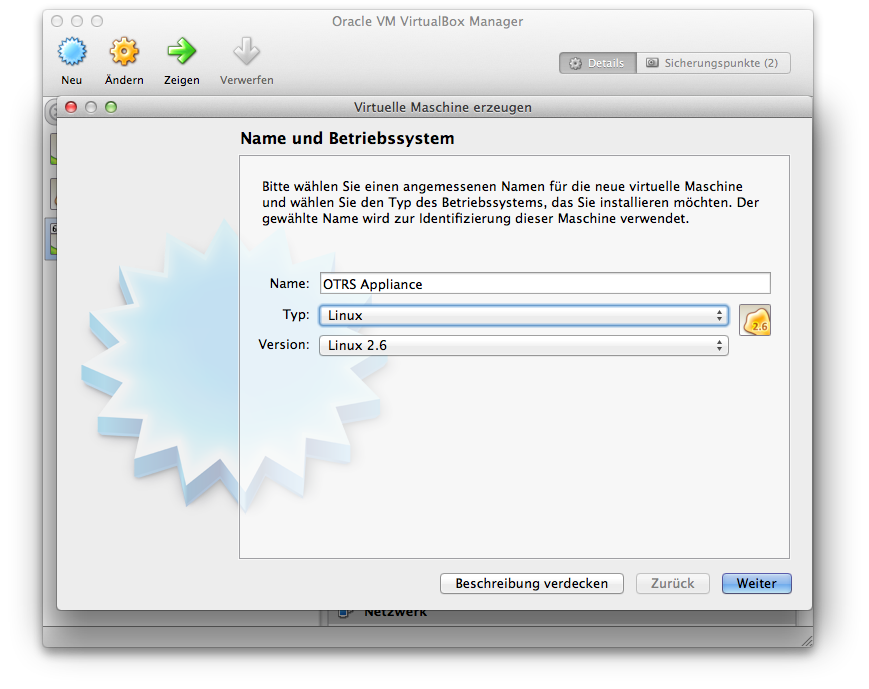 Oracle VM VirtualBox Manager
Neu
Ändern
Zeigen
Verwerfen
Details
Sicherungspunkte (2)
Virtuelle Maschine erzeugen
Name und Betriebssystem
Bitte wählen Sie einen angemessenen Namen für die neue virtuelle Maschine
und wählen Sie den Typ des Betriebssystems, das Sie installieren möchten. Der
gewählte Name wird zur Identifizierung dieser Maschine verwendet.
Name: OTRS Appliance
Typ: Linux
2.6
Version: Linux 2.6
Beschreibung verdecken
Zurück
Weiter
Netzwerk